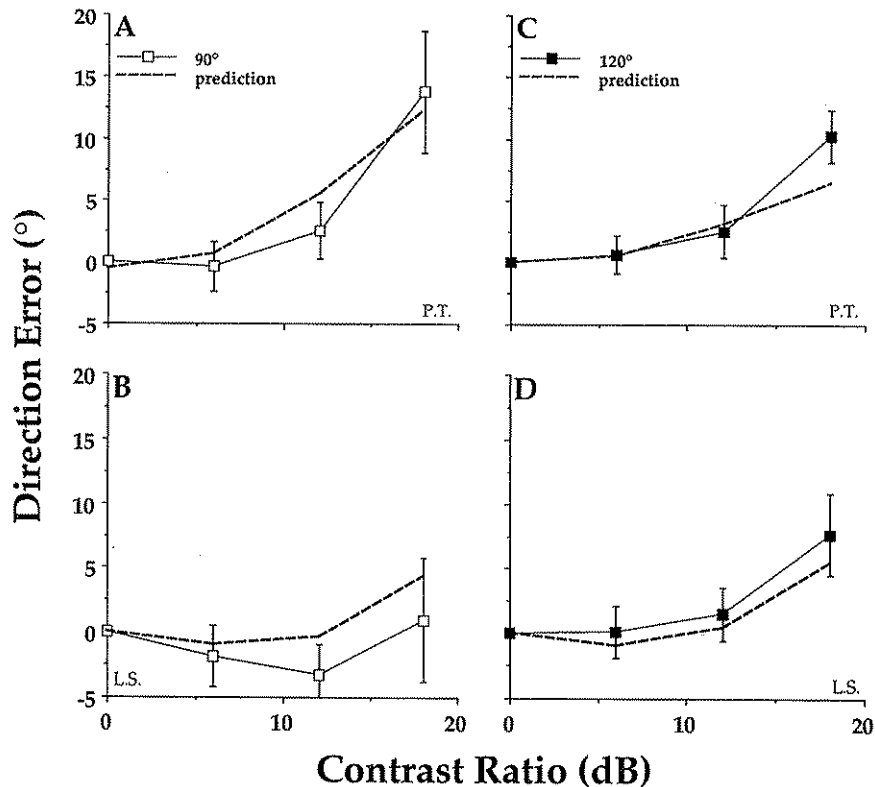 A
90°
prediction
20
15
10
5
0
-5
P.T.
C
120°
prediction
P.T.
Direction Error (°)
B
20
15
10
5
0
-5
L.S.
0
10
20
D
L.S.
0
10
20
Contrast Ratio (dB)